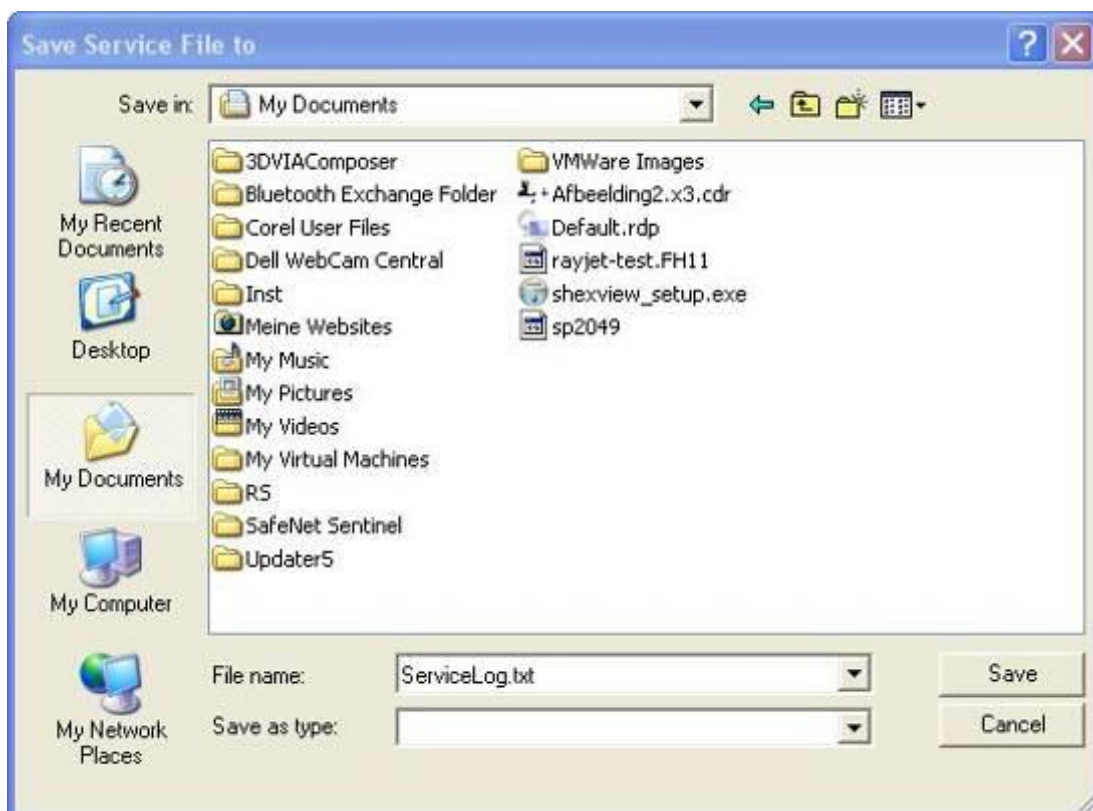 Save Service File to
Save in:
My Documents
My Recent
Documents
Desktop
My Documents
My Computer
My Network
Places
3DVIAComposer
Bluetooth Exchange Folder
Corel User Files
Dell WebCam Central
Inst
Meine Websites
My Music
My Pictures
My Videos
My Virtual Machines
RS
SafeNet Sentinel
Updater5
VMWare Images
Afbeelding2.x3.cdr
Default.rdp
rayjet-test.FH11
shexview_setup.exe
sp2049
File name:
ServiceLog.txt
Save
Save as type:
Cancel